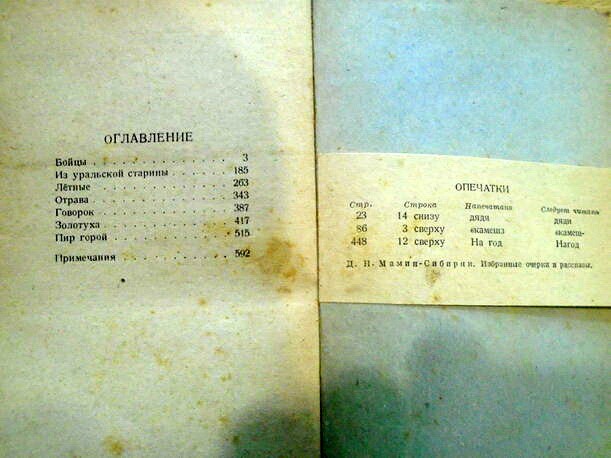 ОГЛАВЛЕНИЕ
Бойцы . . . . . . . . . . . . . . 3
Из уральской старины . . . . . . 185
Лётные . . . . . . . . . . . . . 263
Отрава . . . . . . . . . . . . . 343
Говорок . . . . . . . . . . . . . 387
Золотуха . . . . . . . . . . . . 417
Пир горой . . . . . . . . . . . . 515
Примечания . . . . . . . . . . . 592
ОПЕЧАТКИ
Стр. Строка Напечатано Следует читать
23 14 снизу дядя дяди
86 3 сверху «камешз «камеш-
448 12 сверху На год Нагод
Д. Н. Мамин-Сибиряк. Избранные очерки и рассказы.